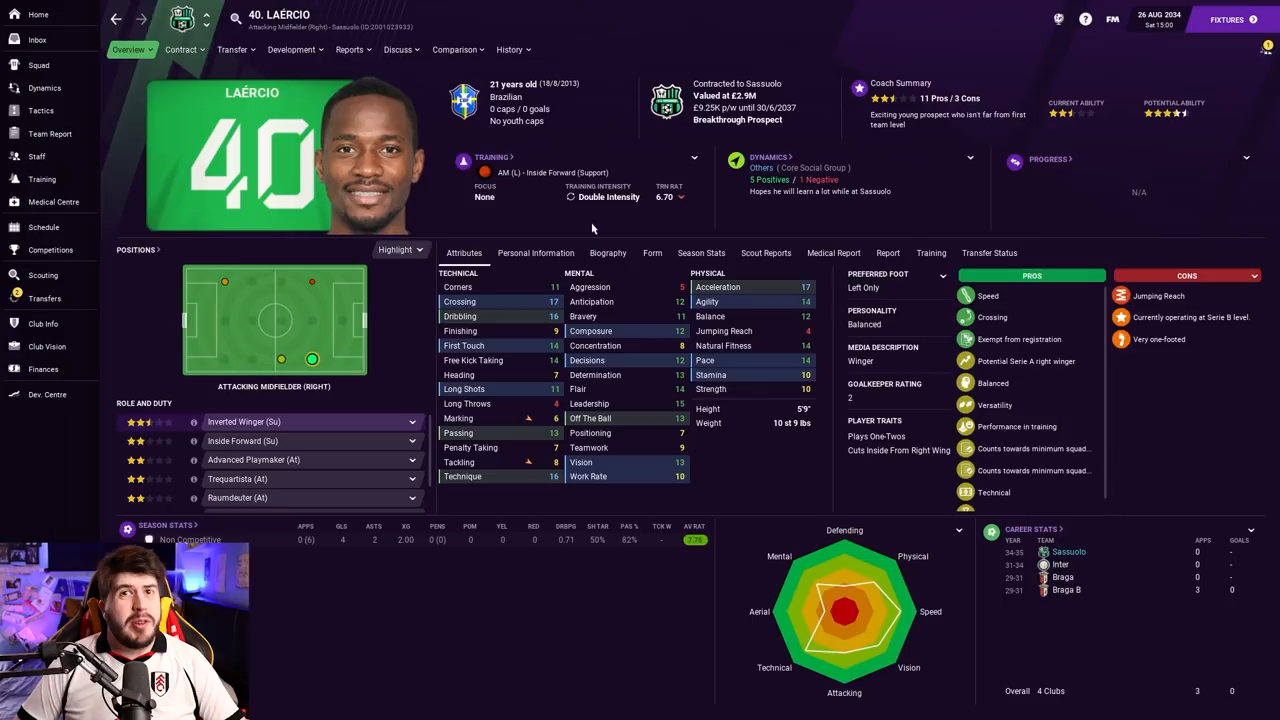 Home
Inbox
Squad
Dynamics
Tactics
Team Report
Staff
Training
Medical Centre
Schedule
Competitions
Scouting
2
Transfers
Club Info
Club Vision
Finances
Dev. Centre
40. LAÉRCIO
Attacking Midfielder (Right) - Sassuolo (ID:2001023933)
FM
26 AUG 2034
Sat 15:00
FIXTURES
1
Overview
Contract
Transfer
Development
Reports
Discuss
Comparison
History
LAÉRCIO
40
21 years old (18/8/2013)
Brazilian
0 caps / 0 goals
No youth caps
Contracted to Sassuolo
Valued at £2.9M
£9.25K p/w until 30/6/2037
Breakthrough Prospect
Coach Summary
11 Pros / 3 Cons
Exciting young prospect who isn't far from first
team level
CURRENT ABILITY
POTENTIAL ABILITY
TRAINING
AM (L) - Inside Forward (Support)
FOCUS
None
TRAINING INTENSITY
Double Intensity
TRN RAT
6.70
DYNAMICS
Others ( Core Social Group )
5 Positives / 1 Negative
Hopes he will learn a lot while at Sassuolo
PROGRESS
N/A
POSITIONS
Highlight
ATTACKING MIDFIELDER (RIGHT)
ROLE AND DUTY
Inverted Winger (Su)
Inside Forward (Su)
Advanced Playmaker (At)
Trequartista (At)
Raumdeuter (At)
Attributes
Personal Information
Biography
Form
Season Stats
Scout Reports
Medical Report
Report
Training
Transfer Status
TECHNICAL
Corners 11
Crossing 17
Dribbling 16
Finishing 9
First Touch 14
Free Kick Taking 14
Heading 7
Long Shots 11
Long Throws 4
Marking 6
Passing 13
Penalty Taking 7
Tackling 8
Technique 16
MENTAL
Aggression 5
Anticipation 12
Bravery 11
Composure 12
Concentration 8
Decisions 12
Determination 13
Flair 14
Leadership 15
Off The Ball 13
Positioning 7
Teamwork 9
Vision 13
Work Rate 10
PHYSICAL
Acceleration 17
Agility 14
Balance 12
Jumping Reach 4
Natural Fitness 14
Pace 14
Stamina 10
Strength 10
Height 5'9"
Weight 10 st 9 lbs
PREFERRED FOOT
Left Only
PERSONALITY
Balanced
MEDIA DESCRIPTION
Winger
GOALKEEPER RATING
2
PLAYER TRAITS
Plays One-Twos
Cuts Inside From Right Wing
PROS
Speed
Crossing
Exempt from registration
Potential Serie A right winger
Balanced
Versatility
Performance in training
Counts towards minimum squad...
Counts towards minimum squad...
Technical
CONS
Jumping Reach
Currently operating at Serie B level.
Very one-footed
SEASON STATS
APPS GLS ASTS XG PENS POM YEL RED DRBPG SH TAR PAS % TCK W AV RAT
Non Competitive 0 (6) 4 2 2.00 0 (0) 0 0 0 0.71 50% 82% - 7.75
Defending
Physical
Speed
Vision
Attacking
Technical
Aerial
Mental
CAREER STATS
YEAR TEAM APPS GOALS
34-35 Sassuolo 0 -
31-34 Inter 0 -
29-31 Braga 0 -
29-31 Braga B 3 0
Overall 4 Clubs 3 0